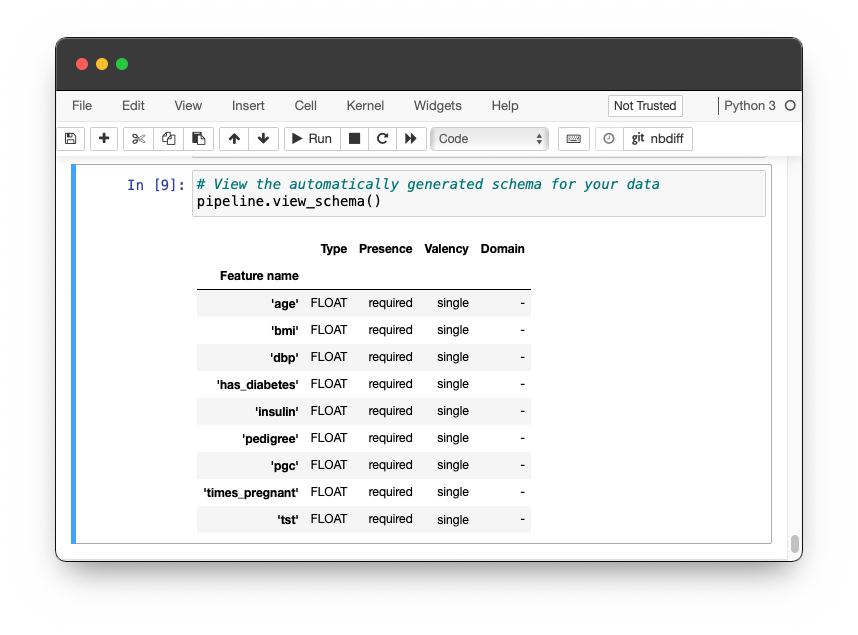 File Edit View Insert Cell Kernel Widgets Help Not Trusted Python 3
Run Code git nbdiff
In [9]: # View the automatically generated schema for your data
pipeline.view_schema()
Type Presence Valency Domain
Feature name
'age' FLOAT required single -
'bmi' FLOAT required single -
'dbp' FLOAT required single -
'has_diabetes' FLOAT required single -
'insulin' FLOAT required single -
'pedigree' FLOAT required single -
'pgc' FLOAT required single -
'times_pregnant' FLOAT required single -
'tst' FLOAT required single -